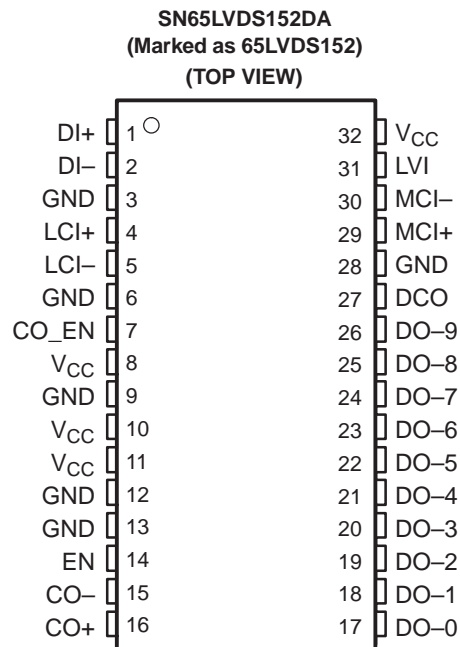 SN65LVDS152DA
(Marked as 65LVDS152)
(TOP VIEW)
DI+ 1 32 VCC
DI– 2 31 LVI
GND 3 30 MCI–
LCI+ 4 29 MCI+
LCI– 5 28 GND
GND 6 27 DCO
CO_EN 7 26 DO–9
VCC 8 25 DO–8
GND 9 24 DO–7
VCC 10 23 DO–6
VCC 11 22 DO–5
GND 12 21 DO–4
GND 13 20 DO–3
EN 14 19 DO–2
CO– 15 18 DO–1
CO+ 16 17 DO–0